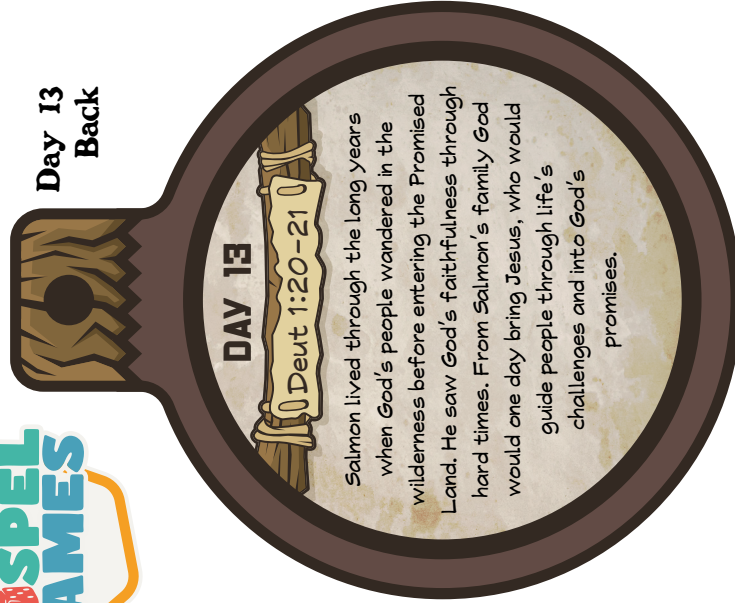 Day 13
Back
DAY 13
Deut 1:20-21
Salmon lived through the long years
when God's people wandered in the
wilderness before entering the Promised
Land. He saw God's faithfulness through
hard times. From Salmon's family God
would one day bring Jesus, who would
guide people through life's
challenges and into God's
promises.